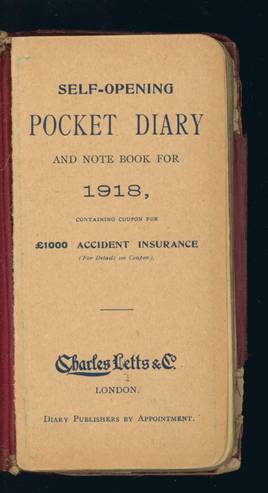 SELF-OPENING
POCKET DIARY
AND NOTE BOOK FOR
1918,
CONTAINING COUPON FOR
£1000 ACCIDENT INSURANCE
(For Details see Coupon).
Charles Letts & Co.
LONDON.
DIARY PUBLISHERS BY APPOINTMENT.